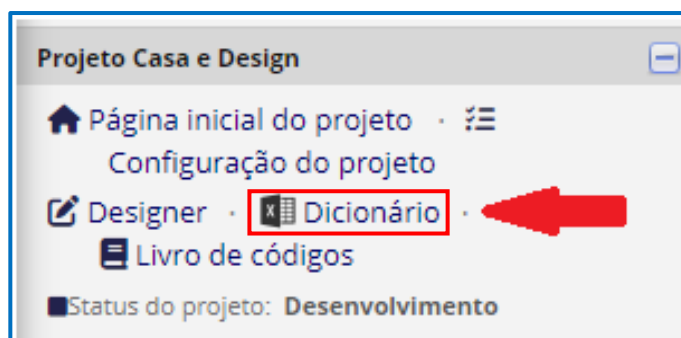 Projeto Casa e Design
Página inicial do projeto ·
Configuração do projeto
Designer · Dicionário ·
Livro de códigos
Status do projeto: Desenvolvimento